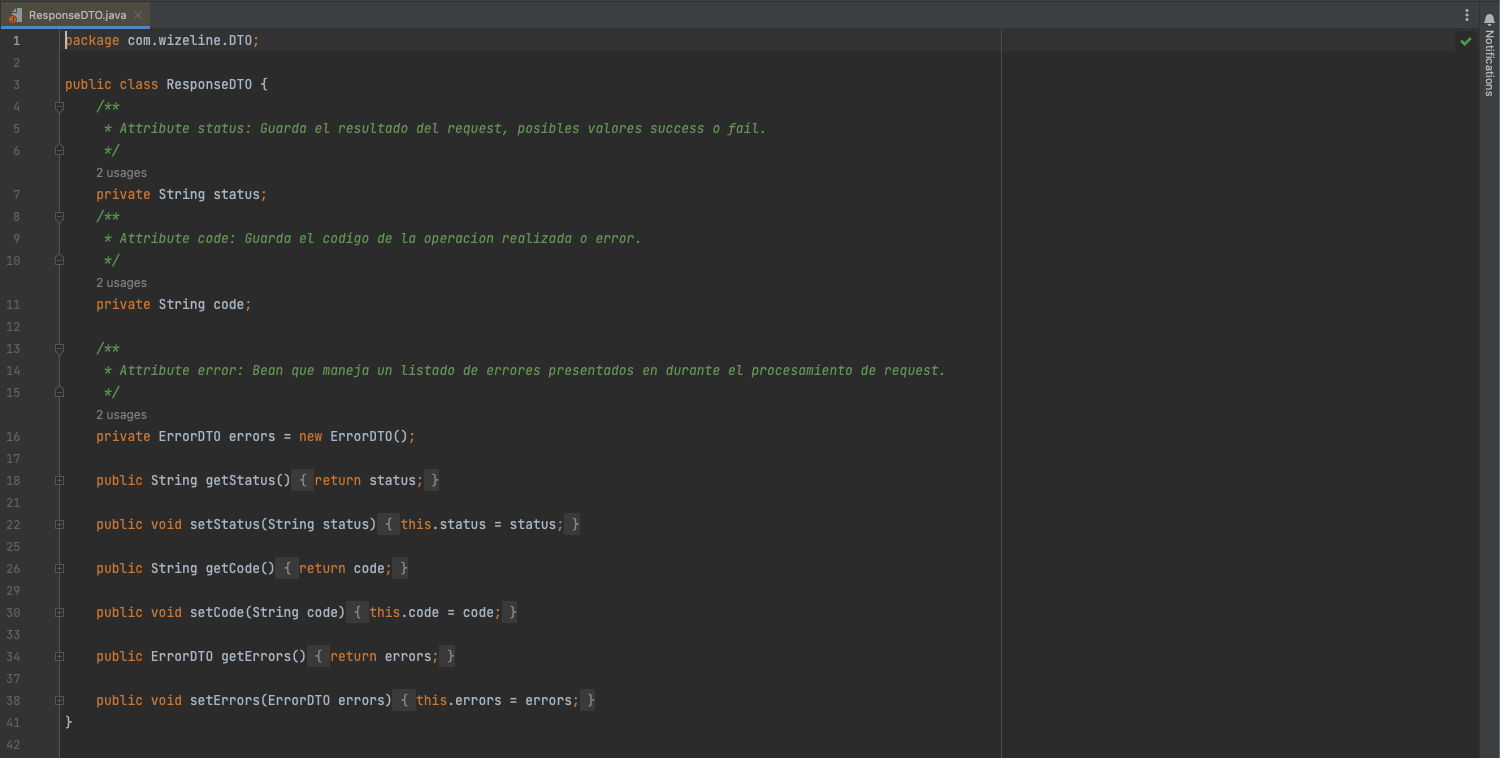 ResponseDTO.java
Notifications
1 package com.wizeline.DTO;
2
3 public class ResponseDTO {
4 /**
5 * Attribute status: Guarda el resultado del request, posibles valores success o fail.
6 */
2 usages
7 private String status;
8 /**
9 * Attribute code: Guarda el codigo de la operacion realizada o error.
10 */
2 usages
11 private String code;
12
13 /**
14 * Attribute error: Bean que maneja un listado de errores presentados en durante el procesamiento de request.
15 */
2 usages
16 private ErrorDTO errors = new ErrorDTO();
17
18 public String getStatus() { return status; }
21
22 public void setStatus(String status) { this.status = status; }
25
26 public String getCode() { return code; }
29
30 public void setCode(String code) { this.code = code; }
33
34 public ErrorDTO getErrors() { return errors; }
37
38 public void setErrors(ErrorDTO errors) { this.errors = errors; }
41 }
42